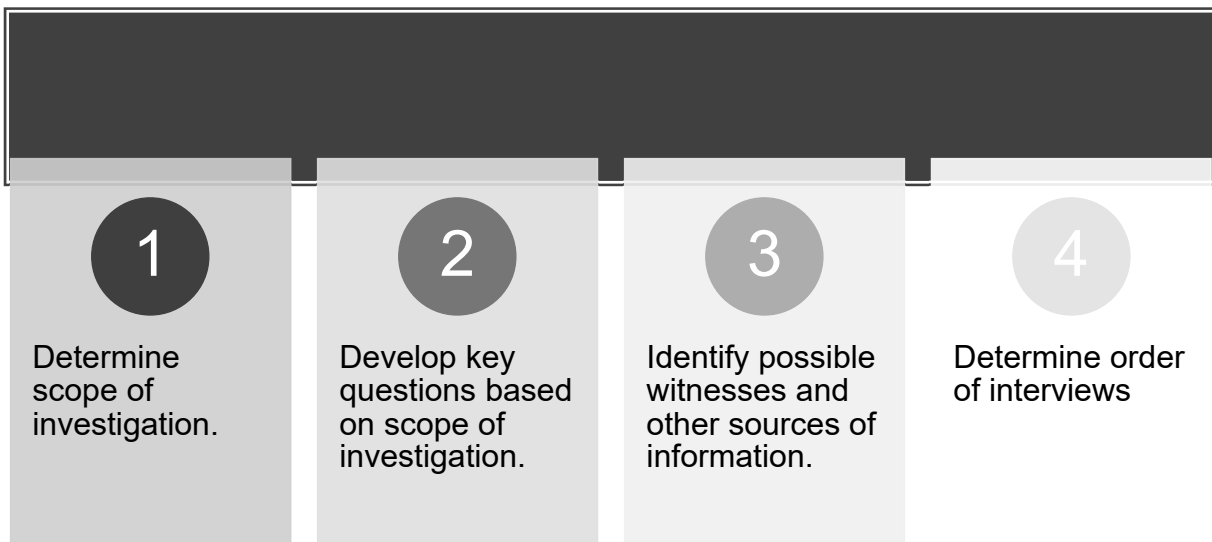 1
Determine
scope of
investigation.
2
Develop key
questions based
on scope of
investigation.
3
Identify possible
witnesses and
other sources of
information.
4
Determine order
of interviews